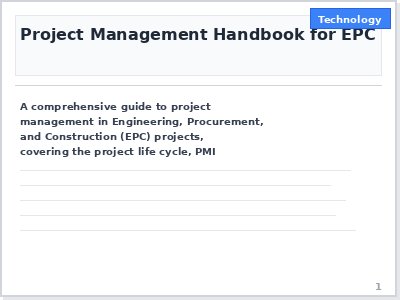 Technology
Project Management Handbook for EPC
A comprehensive guide to project
management in Engineering, Procurement,
and Construction (EPC) projects,
covering the project life cycle, PMI
1